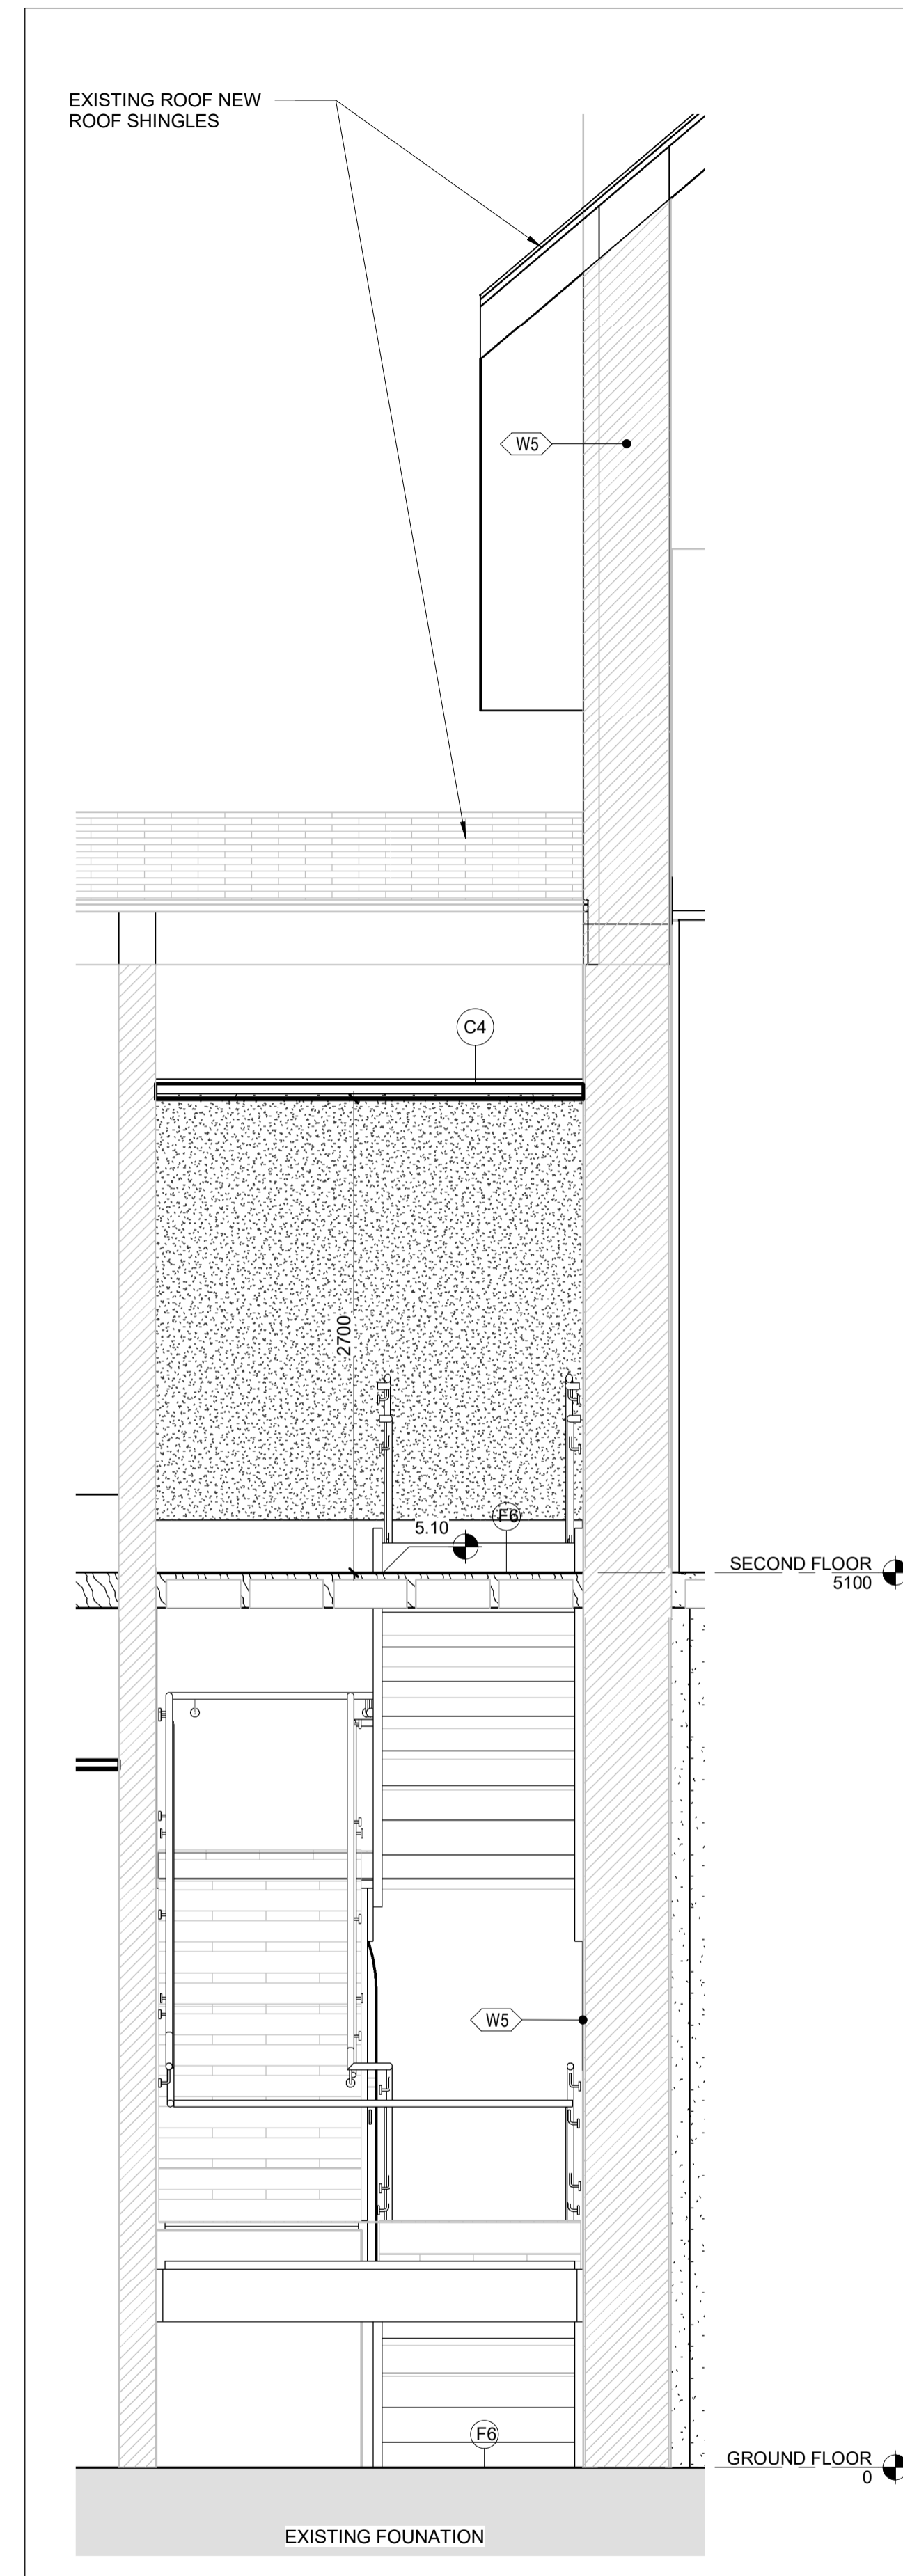 EXISTING ROOF NEW
ROOF SHINGLES
W5
C4
2700
5.10
F6
SECOND FLOOR
5100
W5
F6
GROUND FLOOR
0
EXISTING FOUNATION